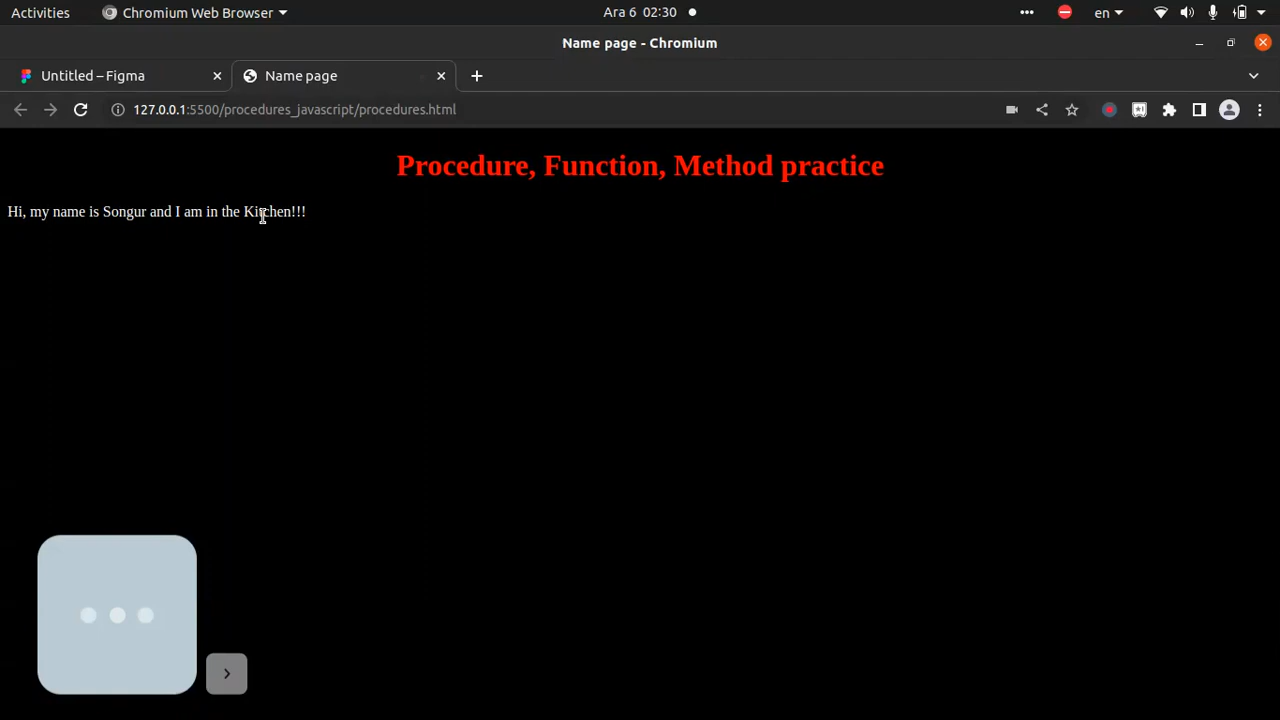 Activities Chromium Web Browser Ara 6 02:30 en
Name page - Chromium
Untitled – Figma Name page
127.0.0.1:5500/procedures_javascript/procedures.html
Procedure, Function, Method practice
Hi, my name is Songur and I am in the Kitchen!!!